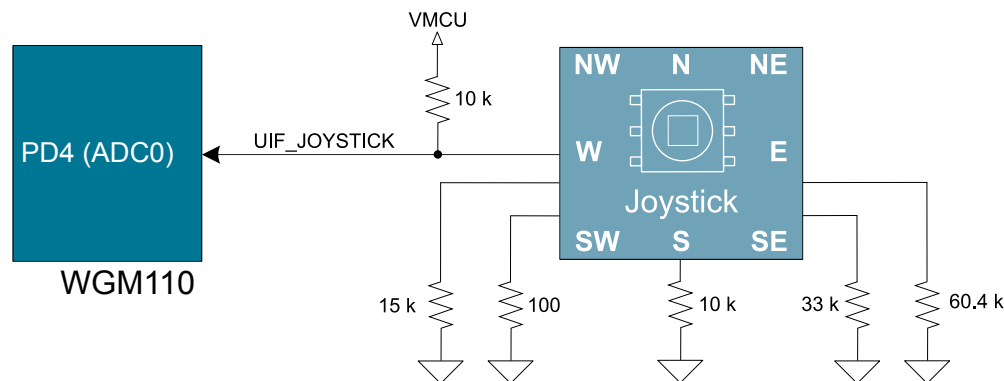 VMCU
10 k
PD4 (ADC0)
UIF_JOYSTICK
WGM110
NW N NE
W E
Joystick
SW S SE
15 k
100
10 k
33 k
60.4 k